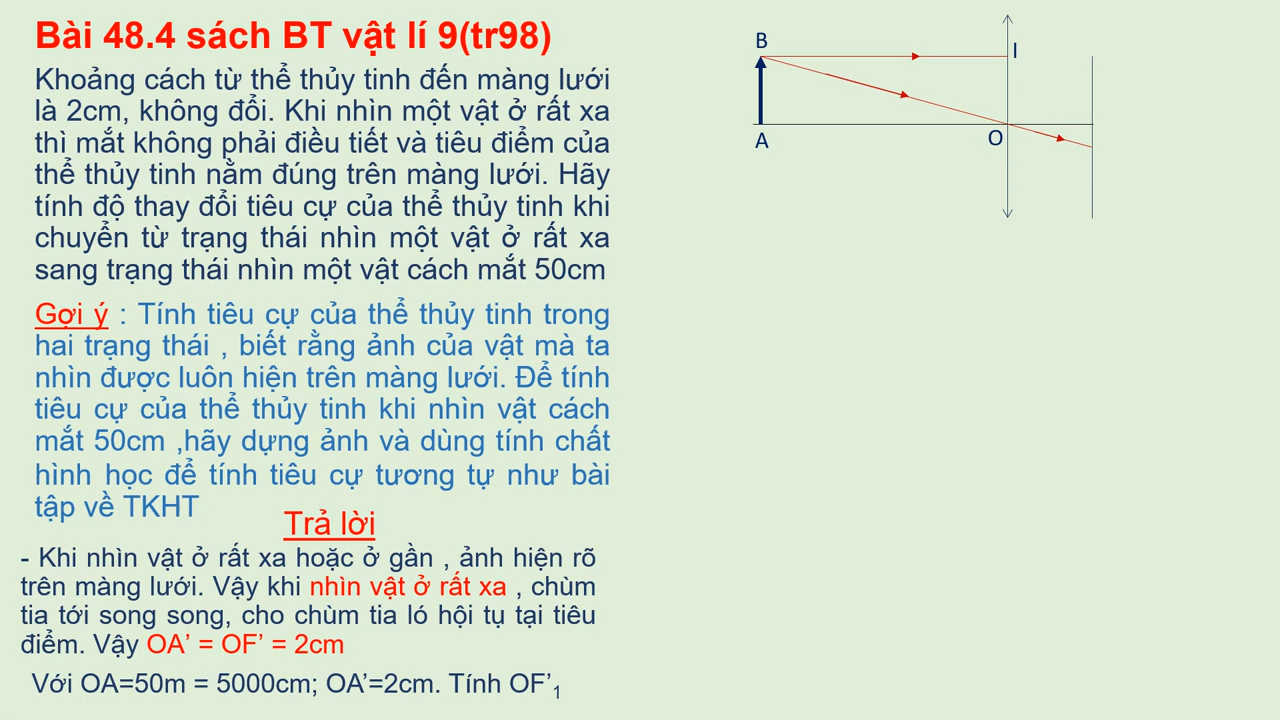 Bài 48.4 sách BT vật lí 9(tr98)
Khoảng cách từ thể thủy tinh đến màng lưới
là 2cm, không đổi. Khi nhìn một vật ở rất xa
thì mắt không phải điều tiết và tiêu điểm của
thể thủy tinh nằm đúng trên màng lưới. Hãy
tính độ thay đổi tiêu cự của thể thủy tinh khi
chuyển từ trạng thái nhìn một vật ở rất xa
sang trạng thái nhìn một vật cách mắt 50cm
Gợi ý : Tính tiêu cự của thể thủy tinh trong
hai trạng thái , biết rằng ảnh của vật mà ta
nhìn được luôn hiện trên màng lưới. Để tính
tiêu cự của thể thủy tinh khi nhìn vật cách
mắt 50cm ,hãy dựng ảnh và dùng tính chất
hình học để tính tiêu cự tương tự như bài
tập về TKHT
Trả lời
- Khi nhìn vật ở rất xa hoặc ở gần , ảnh hiện rõ
trên màng lưới. Vậy khi nhìn vật ở rất xa , chùm
tia tới song song, cho chùm tia ló hội tụ tại tiêu
điểm. Vậy OA’ = OF’ = 2cm
Với OA=50m = 5000cm; OA’=2cm. Tính OF’1
B
I
A
O